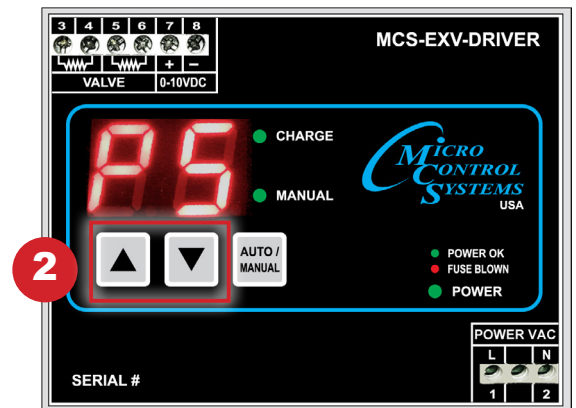 3 4 5 6 7 8
+ -
VALVE 0-10VDC
MCS-EXV-DRIVER
P5
CHARGE
MANUAL
MICRO
CONTROL
SYSTEMS
USA
2
▲ ▼
AUTO /
MANUAL
POWER OK
FUSE BLOWN
POWER
POWER VAC
L N
1 2
SERIAL #